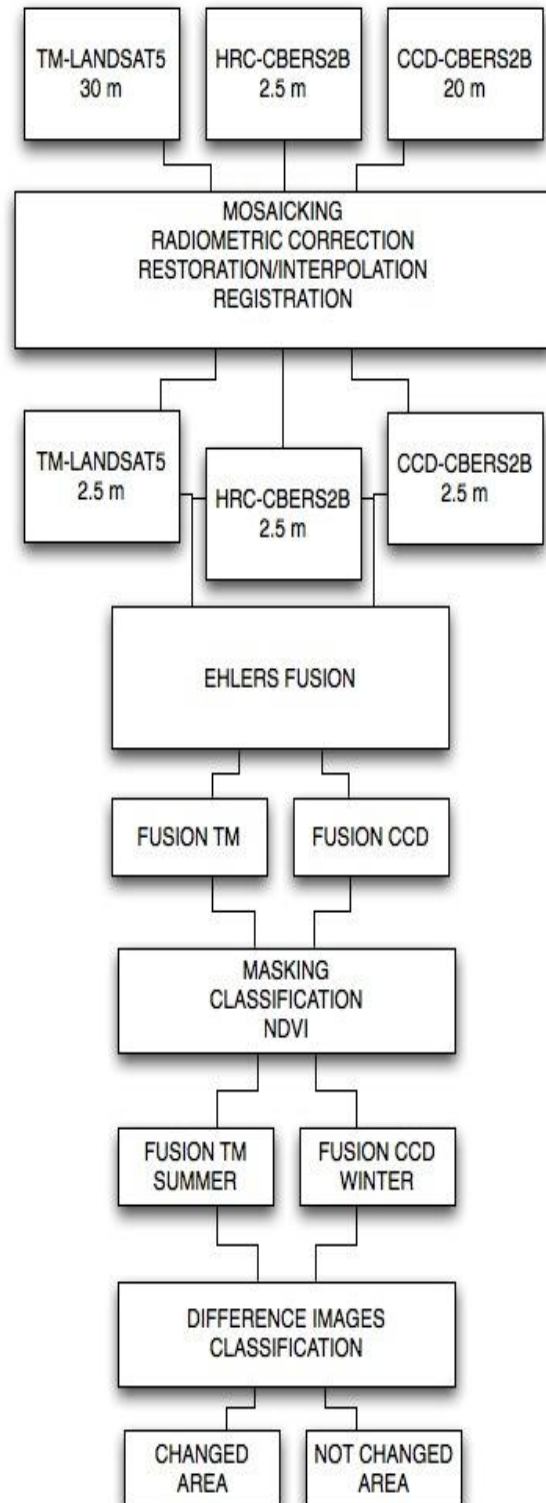 TM-LANDSAT5
30 m
HRC-CBERS2B
2.5 m
CCD-CBERS2B
20 m
MOSAICKING
RADIOMETRIC CORRECTION
RESTORATION/INTERPOLATION
REGISTRATION
TM-LANDSAT5
2.5 m
HRC-CBERS2B
2.5 m
CCD-CBERS2B
2.5 m
EHLERS FUSION
FUSION TM
FUSION CCD
MASKING
CLASSIFICATION
NDVI
FUSION TM
SUMMER
FUSION CCD
WINTER
DIFFERENCE IMAGES
CLASSIFICATION
CHANGED
AREA
NOT CHANGED
AREA